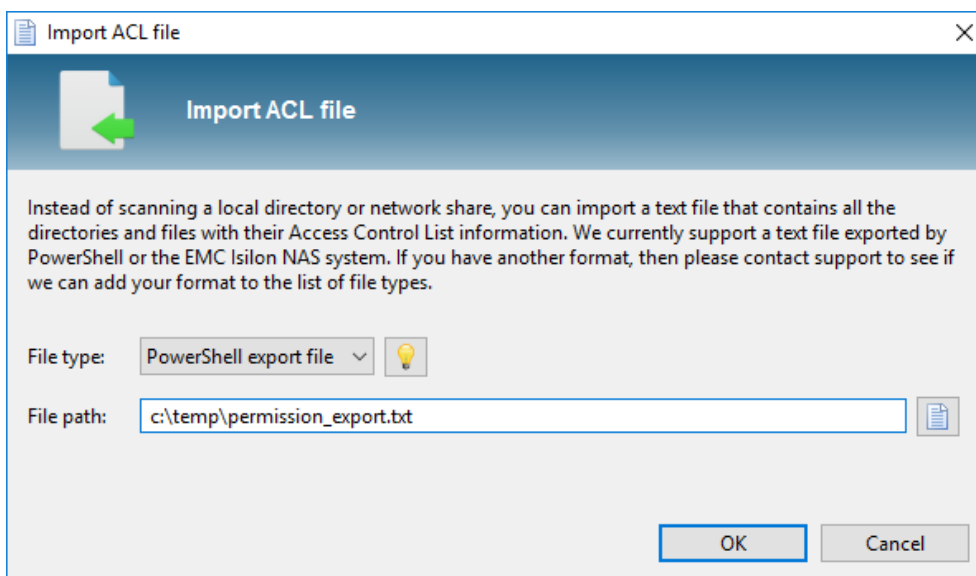 Import ACL file
Import ACL file
Instead of scanning a local directory or network share, you can import a text file that contains all the
directories and files with their Access Control List information. We currently support a text file exported by
PowerShell or the EMC Isilon NAS system. If you have another format, then please contact support to see if
we can add your format to the list of file types.
File type: PowerShell export file
File path: c:\temp\permission_export.txt
OK Cancel